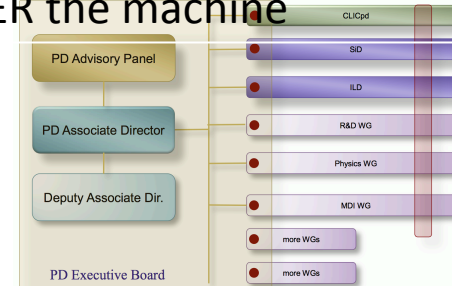 ER the machine
PD Advisory Panel
PD Associate Director
Deputy Associate Dir.
PD Executive Board
CLICpd
SiD
ILD
R&D WG
Physics WG
MDI WG
more WGs
more WGs